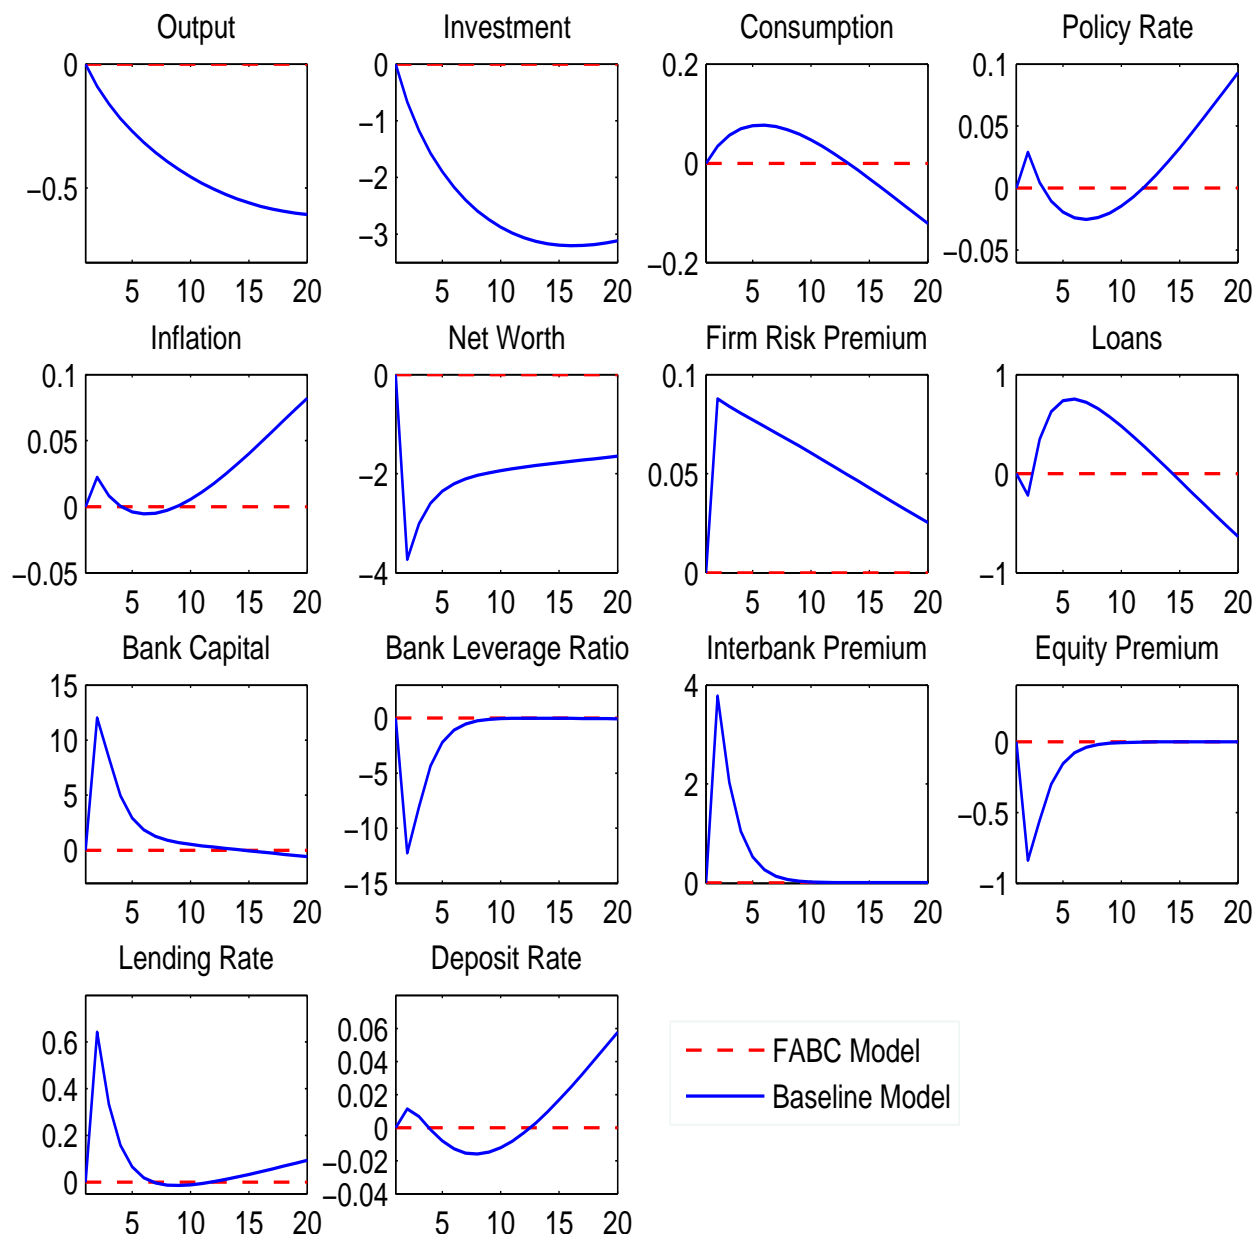 Output Investment Consumption Policy Rate
0 0 0.2 0.1
−0.5 −1 0 0.05
−2 −0.2 0
−3 −0.05
5 10 15 20 5 10 15 20 5 10 15 20 5 10 15 20
Inflation Net Worth Firm Risk Premium Loans
0.1 0 0.1 1
0.05 −2 0.05 0
0 −4 0 −1
−0.05
5 10 15 20 5 10 15 20 5 10 15 20 5 10 15 20
Bank Capital Bank Leverage Ratio Interbank Premium Equity Premium
15 0 4 0
10 −5 2 −0.5
5 −10 0 −1
0 −15
5 10 15 20 5 10 15 20 5 10 15 20 5 10 15 20
Lending Rate Deposit Rate
0.6 0.06
0.4 0.04
0.2 0.02
0 0
−0.02
−0.04
5 10 15 20 5 10 15 20
FABC Model
Baseline Model